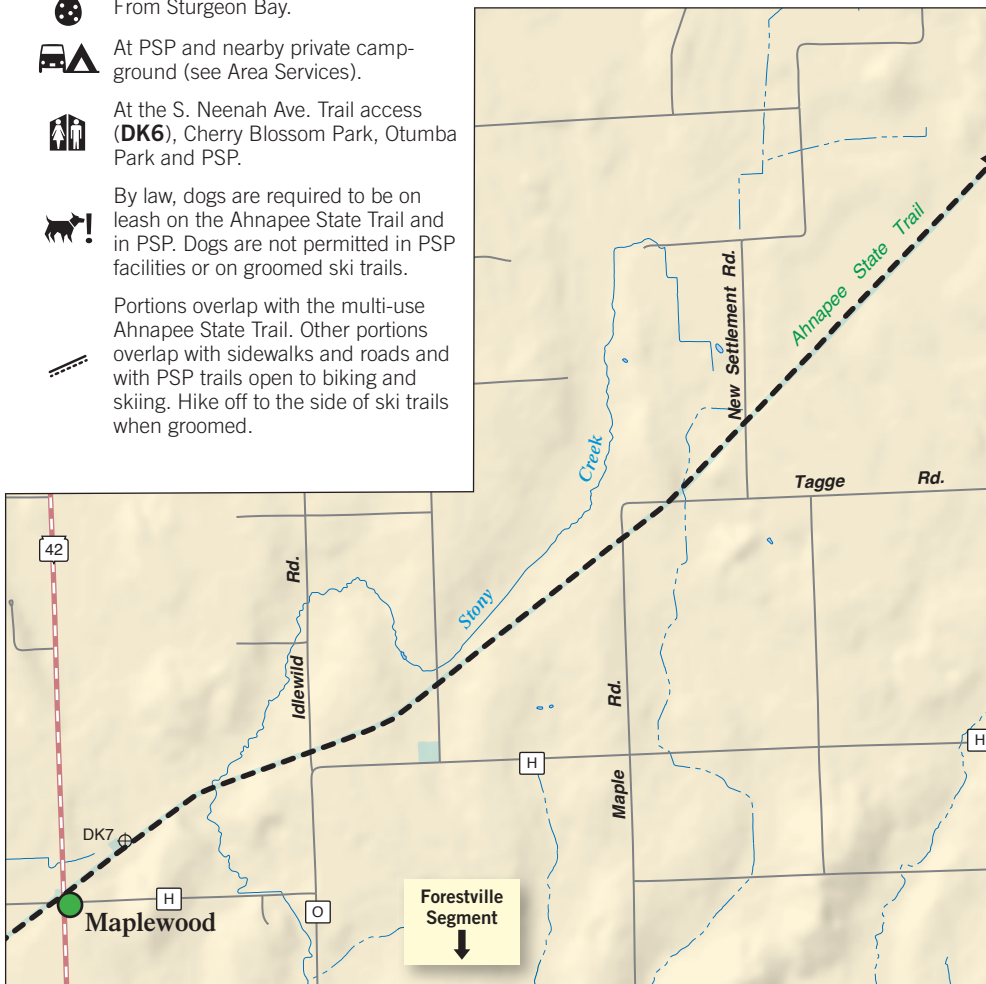 From Sturgeon Bay.
At PSP and nearby private camp-
ground (see Area Services).
At the S. Neenah Ave. Trail access
(DK6), Cherry Blossom Park, Otumba
Park and PSP.
By law, dogs are required to be on
leash on the Ahnapee State Trail and
in PSP. Dogs are not permitted in PSP
facilities or on groomed ski trails.
Portions overlap with the multi-use
Ahnapee State Trail. Other portions
overlap with sidewalks and roads and
with PSP trails open to biking and
skiing. Hike off to the side of ski trails
when groomed.
Ahnapee State Trail
New Settlement Rd.
Tagge Rd.
Stony Creek
42
Idlewild Rd.
Maple Rd.
H
H
DK7
H
O
Maplewood
Forestville
Segment